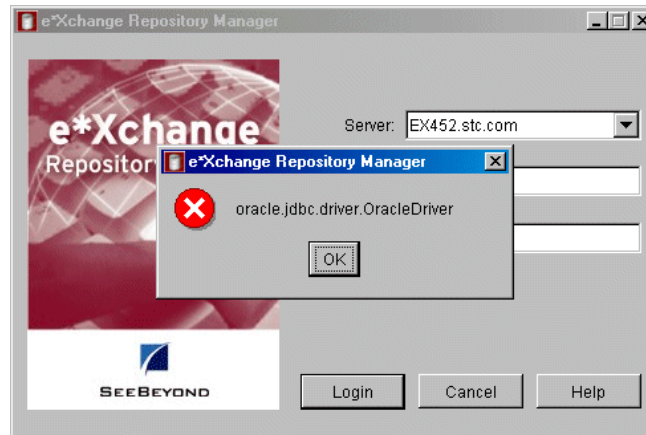 e*Xchange Repository Manager
e*Xchange
Repositor
Server: EX452.stc.com
e*Xchange Repository Manager
oracle.jdbc.driver.OracleDriver
OK
SEEBEYOND
Login Cancel Help